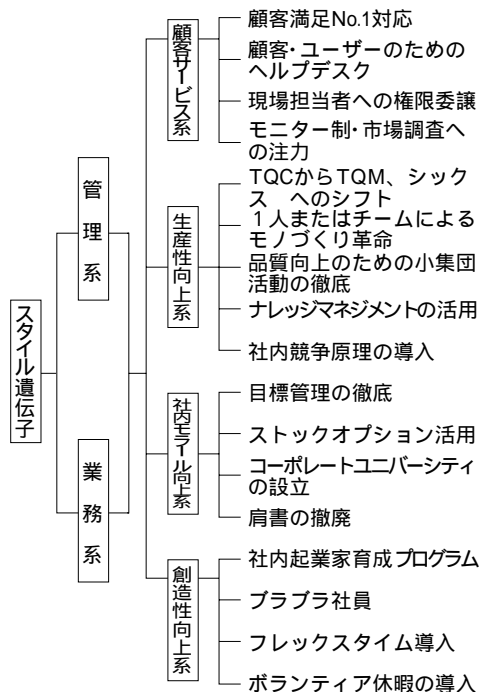 スタイル遺伝子
管理系
業務系
顧客サービス系
顧客満足No.1対応
顧客・ユーザーのための
ヘルプデスク
現場担当者への権限委譲
モニター制・市場調査へ
の注力
生産性向上系
TQCからTQM、シック
ス　へのシフト
１人またはチームによる
モノづくり革命
品質向上のための小集団
活動の徹底
ナレッジマネジメントの活用
社内競争原理の導入
社内モラール向上系
目標管理の徹底
ストックオプション活用
コーポレートユニバーシティ
の設立
肩書の撤廃
創造性向上系
社内起業家育成プログラム
ブラブラ社員
フレックスタイム導入
ボランティア休暇の導入